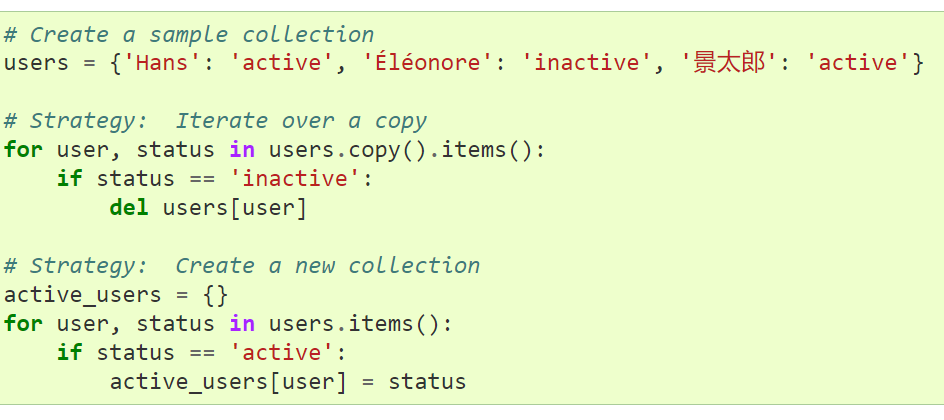 # Create a sample collection
users = {'Hans': 'active', 'Éléonore': 'inactive', '景太郎': 'active'}

# Strategy:  Iterate over a copy
for user, status in users.copy().items():
    if status == 'inactive':
        del users[user]

# Strategy:  Create a new collection
active_users = {}
for user, status in users.items():
    if status == 'active':
        active_users[user] = status